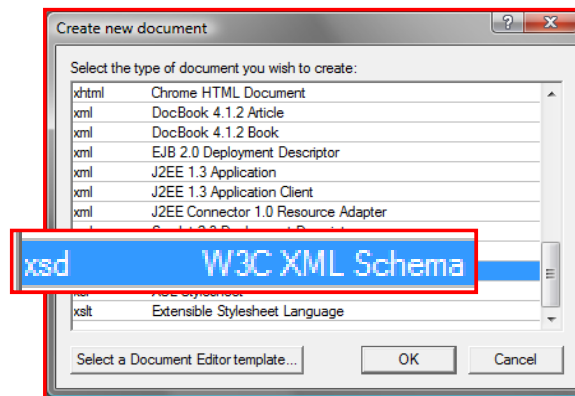 Create new document
Select the type of document you wish to create:
xhtml Chrome HTML Document
xml DocBook 4.1.2 Article
xml DocBook 4.1.2 Book
xml EJB 2.0 Deployment Descriptor
xml J2EE 1.3 Application
xml J2EE 1.3 Application Client
xml J2EE Connector 1.0 Resource Adapter
xsd W3C XML Schema
xslt Extensible Stylesheet Language
Select a Document Editor template...
OK
Cancel